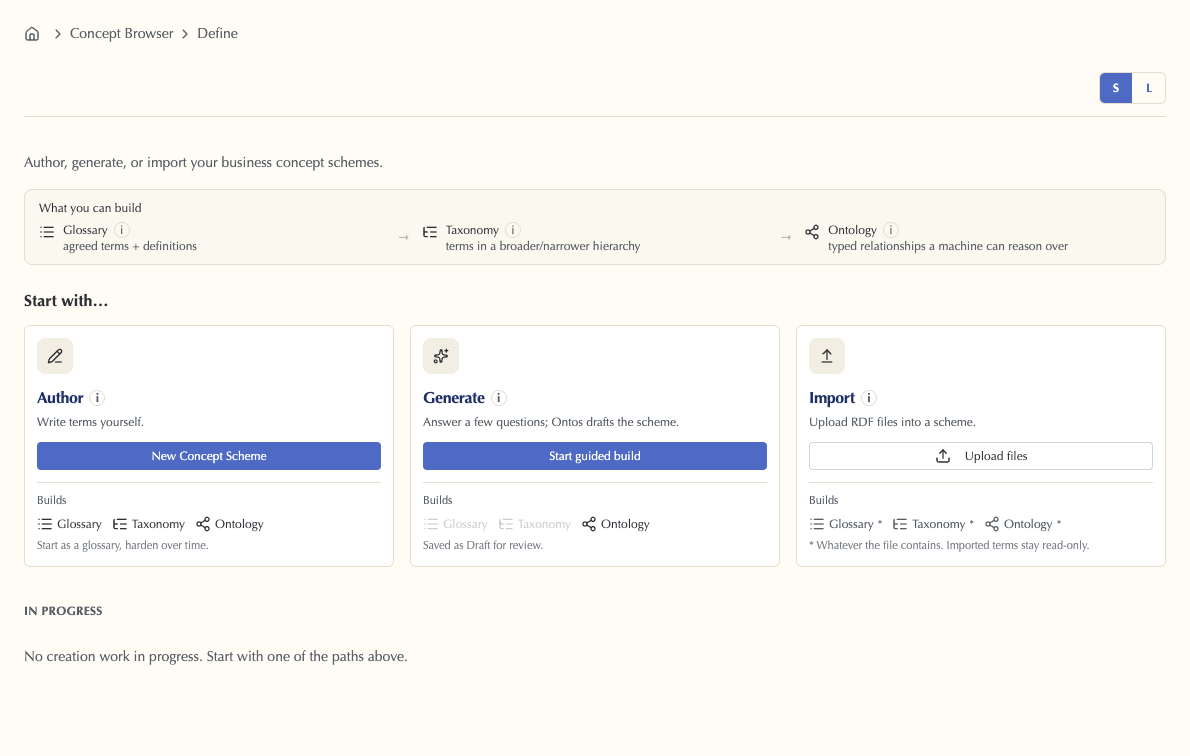 Concept Browser Define
S L
Author, generate, or import your business concept schemes.
What you can build
Glossary i
agreed terms + definitions
→
Taxonomy i
terms in a broader/narrower hierarchy
→
Ontology i
typed relationships a machine can reason over
Start with…
Author i
Write terms yourself.
New Concept Scheme
Builds
Glossary Taxonomy Ontology
Start as a glossary, harden over time.
Generate i
Answer a few questions; Ontos drafts the scheme.
Start guided build
Builds
Glossary Taxonomy Ontology
Saved as Draft for review.
Import i
Upload RDF files into a scheme.
Upload files
Builds
Glossary * Taxonomy * Ontology *
* Whatever the file contains. Imported terms stay read-only.
IN PROGRESS
No creation work in progress. Start with one of the paths above.